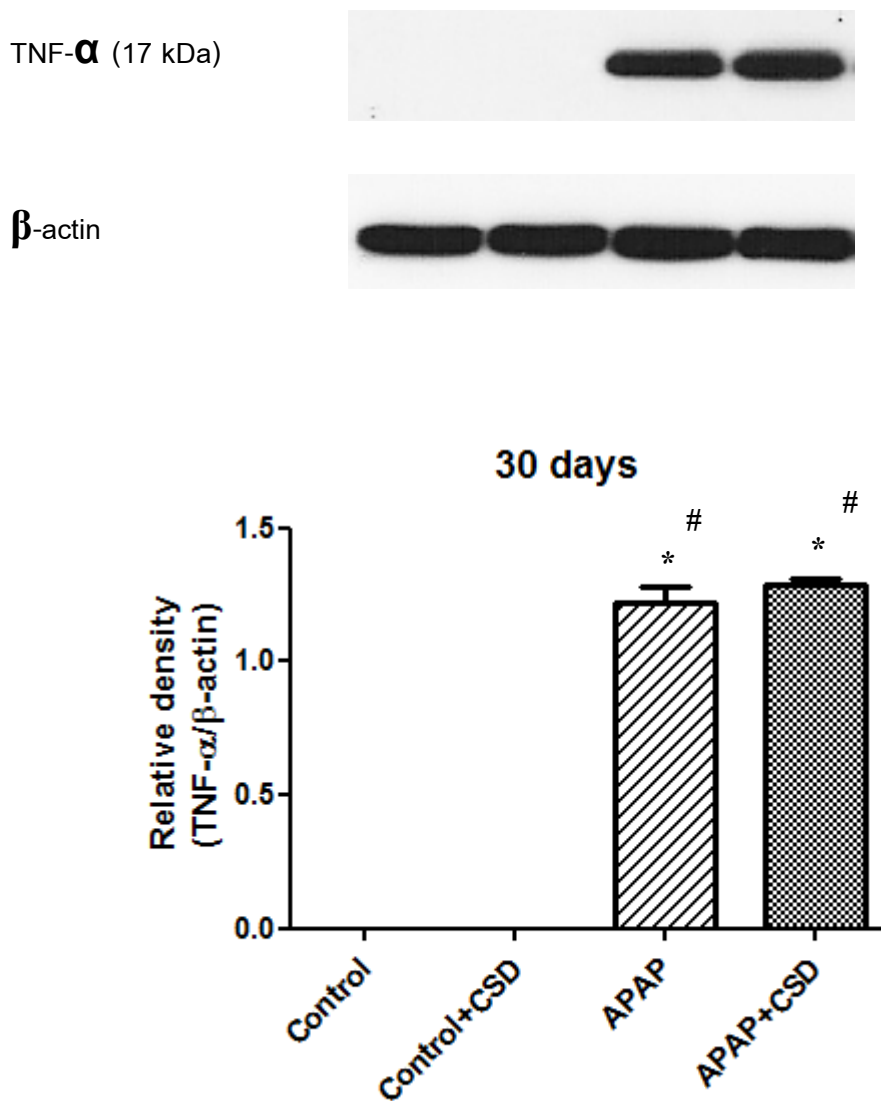 TNF-α (17 kDa)
β-actin
30 days
#
#
*
*
1.5
1.0
0.5
0.0
Relative density
(TNF-α/β-actin)
Control
Control+CSD
APAP
APAP+CSD